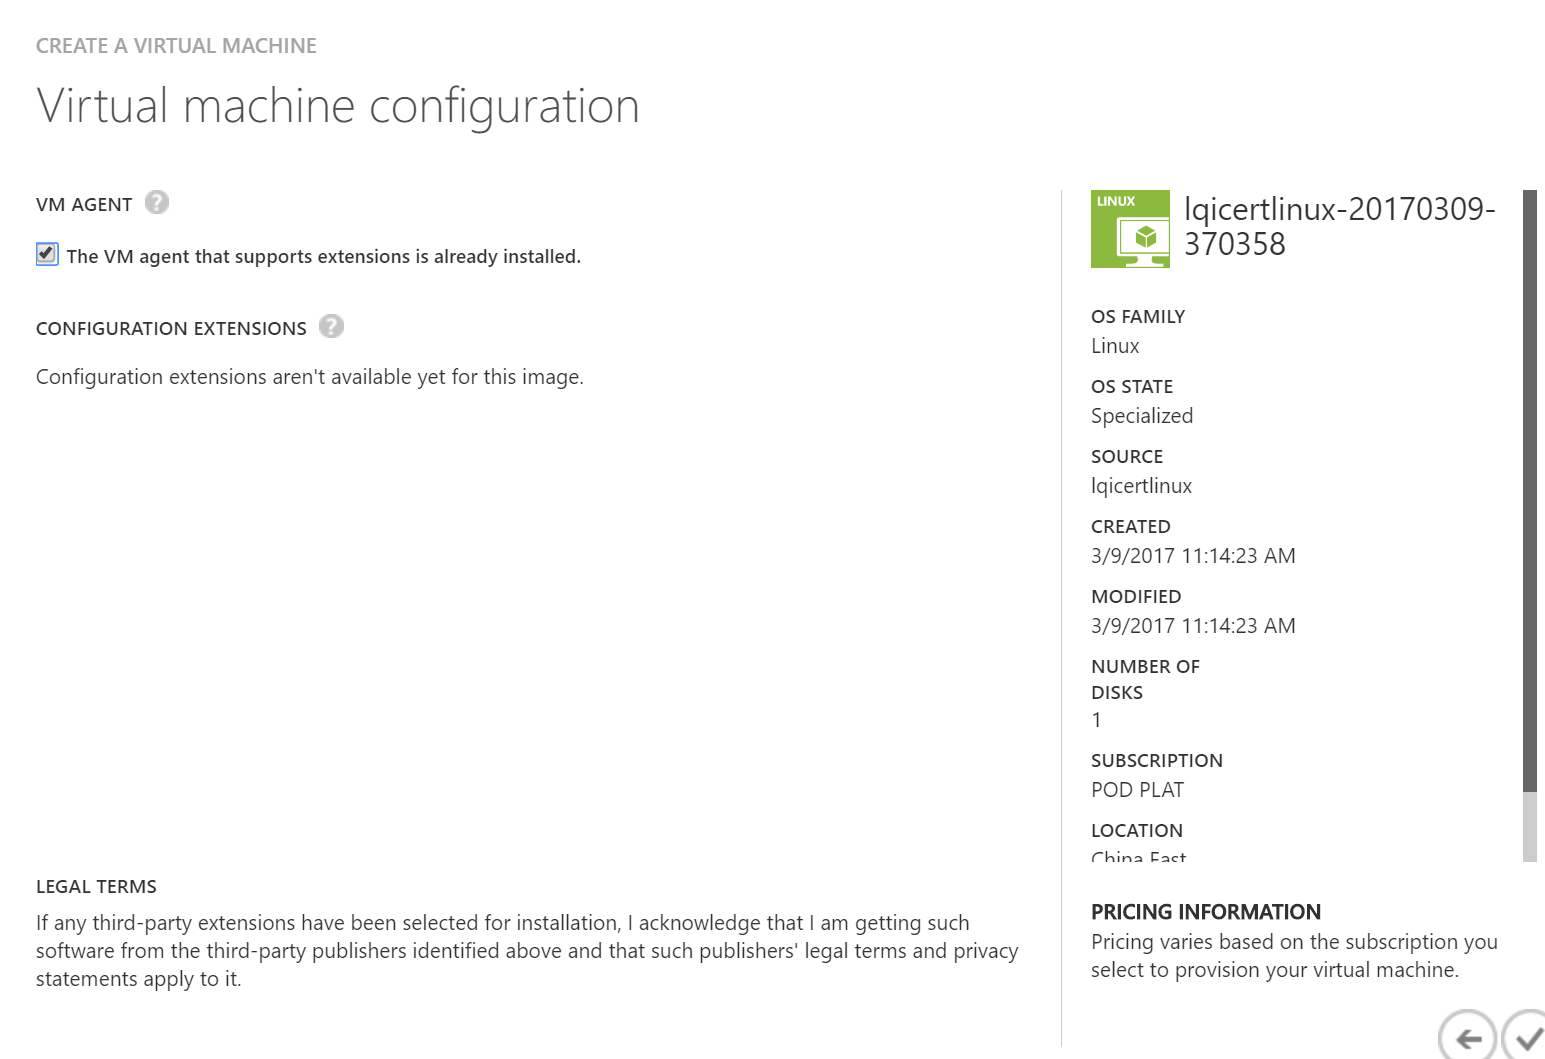 CREATE A VIRTUAL MACHINE
Virtual machine configuration
VM AGENT ?
The VM agent that supports extensions is already installed.
CONFIGURATION EXTENSIONS ?
Configuration extensions aren't available yet for this image.
LEGAL TERMS
If any third-party extensions have been selected for installation, I acknowledge that I am getting such
software from the third-party publishers identified above and that such publishers' legal terms and privacy
statements apply to it.
LINUX
lqicertlinux-20170309-
370358
OS FAMILY
Linux
OS STATE
Specialized
SOURCE
lqicertlinux
CREATED
3/9/2017 11:14:23 AM
MODIFIED
3/9/2017 11:14:23 AM
NUMBER OF
DISKS
1
SUBSCRIPTION
POD PLAT
LOCATION
China East
PRICING INFORMATION
Pricing varies based on the subscription you
select to provision your virtual machine.